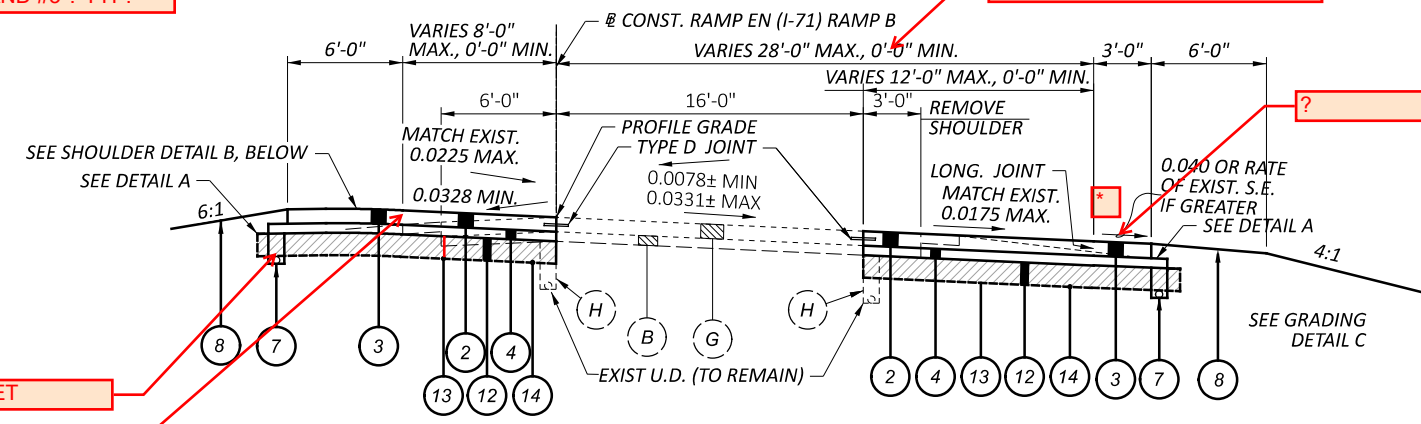 ℄ CONST. RAMP EN (I-71) RAMP B
VARIES 8'-0"
MAX., 0'-0" MIN.
6'-0"
VARIES 28'-0" MAX., 0'-0" MIN.
3'-0"
6'-0"
VARIES 12'-0" MAX., 0'-0" MIN.
6'-0"
16'-0"
3'-0"
REMOVE
SHOULDER
?
MATCH EXIST.
0.0225 MAX.
PROFILE GRADE
TYPE D JOINT
SEE SHOULDER DETAIL B, BELOW
SEE DETAIL A
0.0328 MIN.
0.0078± MIN
0.0331± MAX
LONG. JOINT
MATCH EXIST.
0.0175 MAX.
*
0.040 OR RATE
OF EXIST. S.E.
IF GREATER
SEE DETAIL A
6:1
4:1
H
B
G
H
SEE GRADING
DETAIL C
8
7
3
2
4
13
12
14
EXIST U.D. (TO REMAIN)
2
4
13
12
14
3
7
8